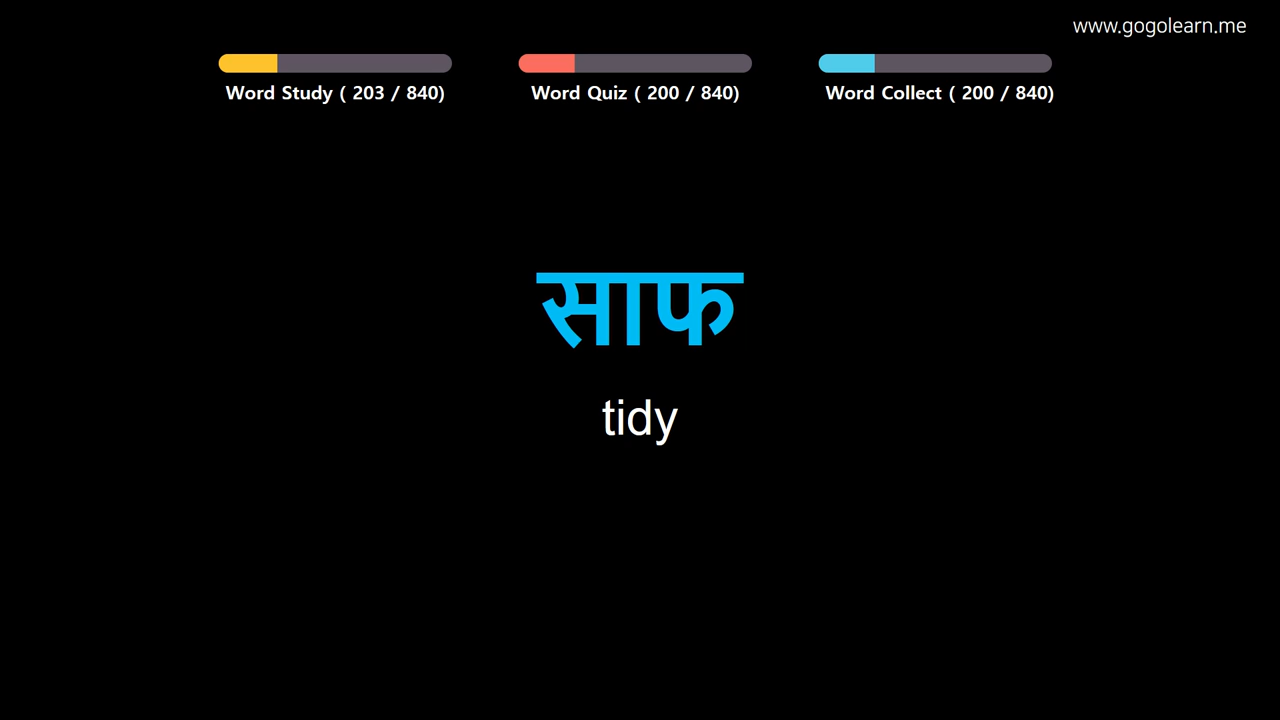 www.gogolearn.me
Word Study ( 203 / 840)
Word Quiz ( 200 / 840)
Word Collect ( 200 / 840)
साफ
tidy